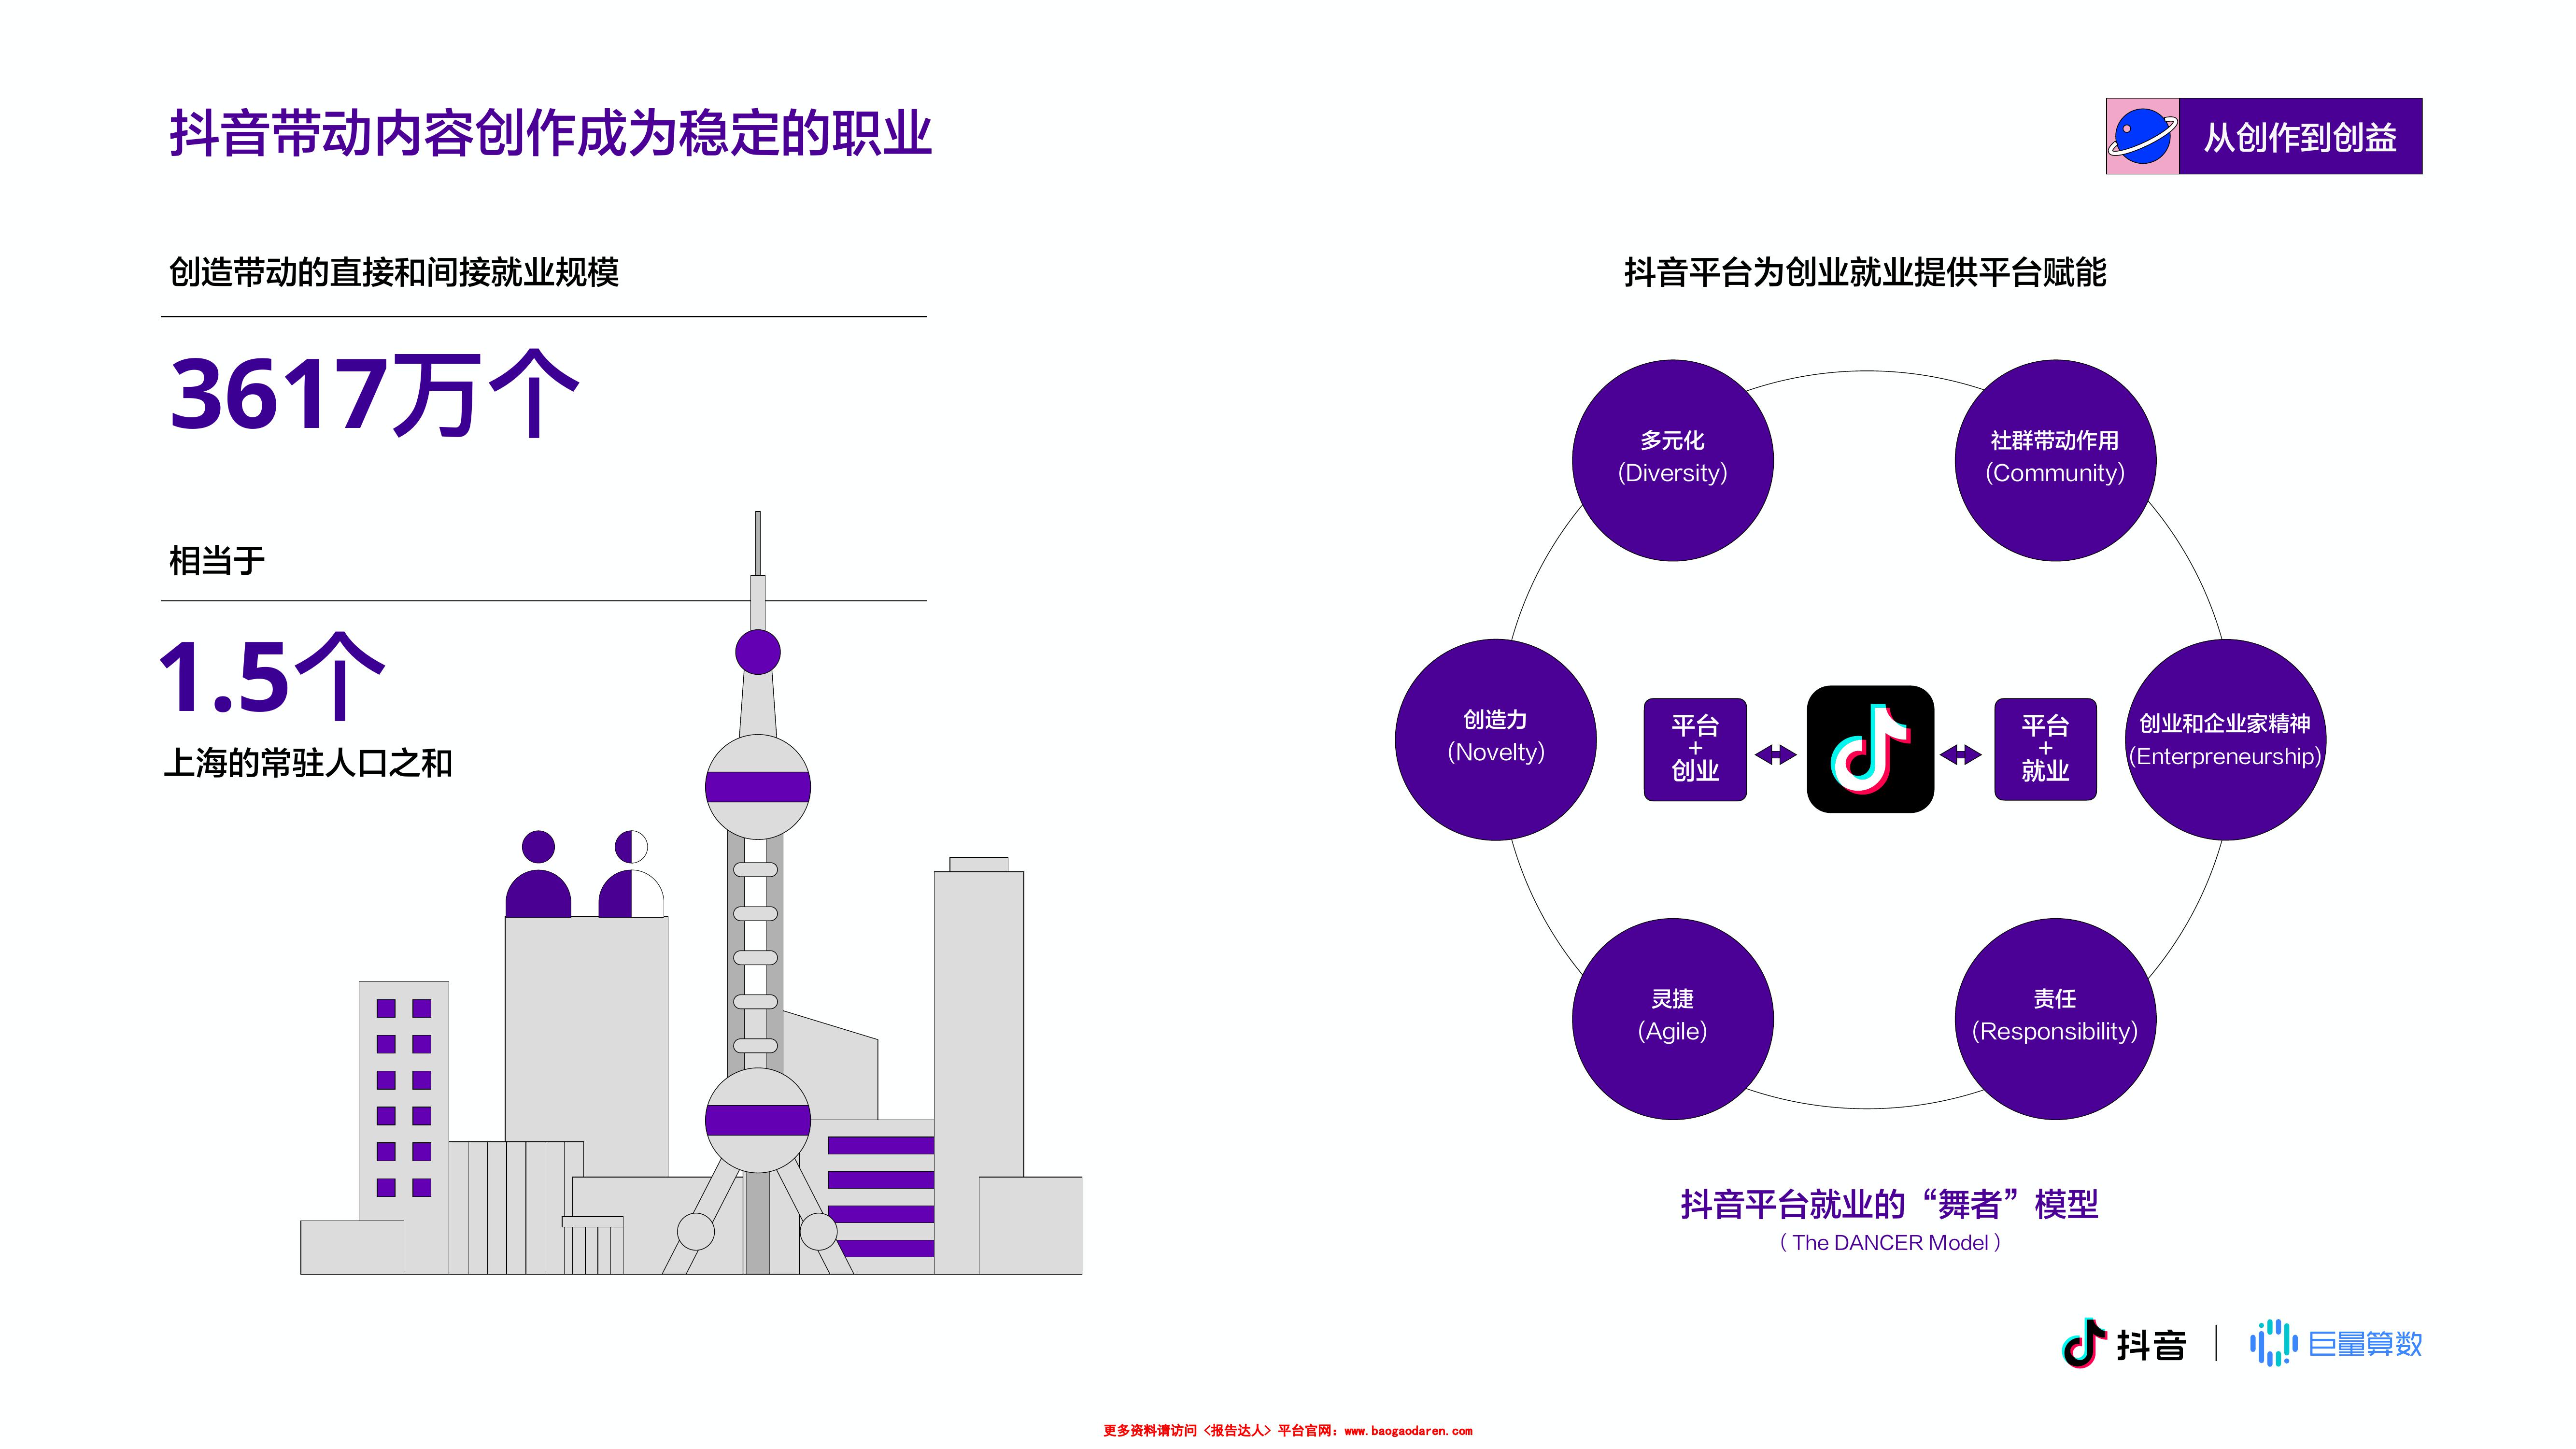 抖音带动内容创作成为稳定的职业
从创作到创益
创造带动的直接和间接就业规模
3617万个
相当于
1.5个
上海的常驻人口之和
抖音平台为创业就业提供平台赋能
多元化
(Diversity)
社群带动作用
(Community)
创造力
(Novelty)
平台
+
创业
平台
+
就业
创业和企业家精神
(Enterpreneurship)
灵捷
(Agile)
责任
(Responsibility)
抖音平台就业的“舞者”模型
( The DANCER Model )
抖音
巨量算数
更多资料请访问 <报告达人> 平台官网：www.baogaodaren.com